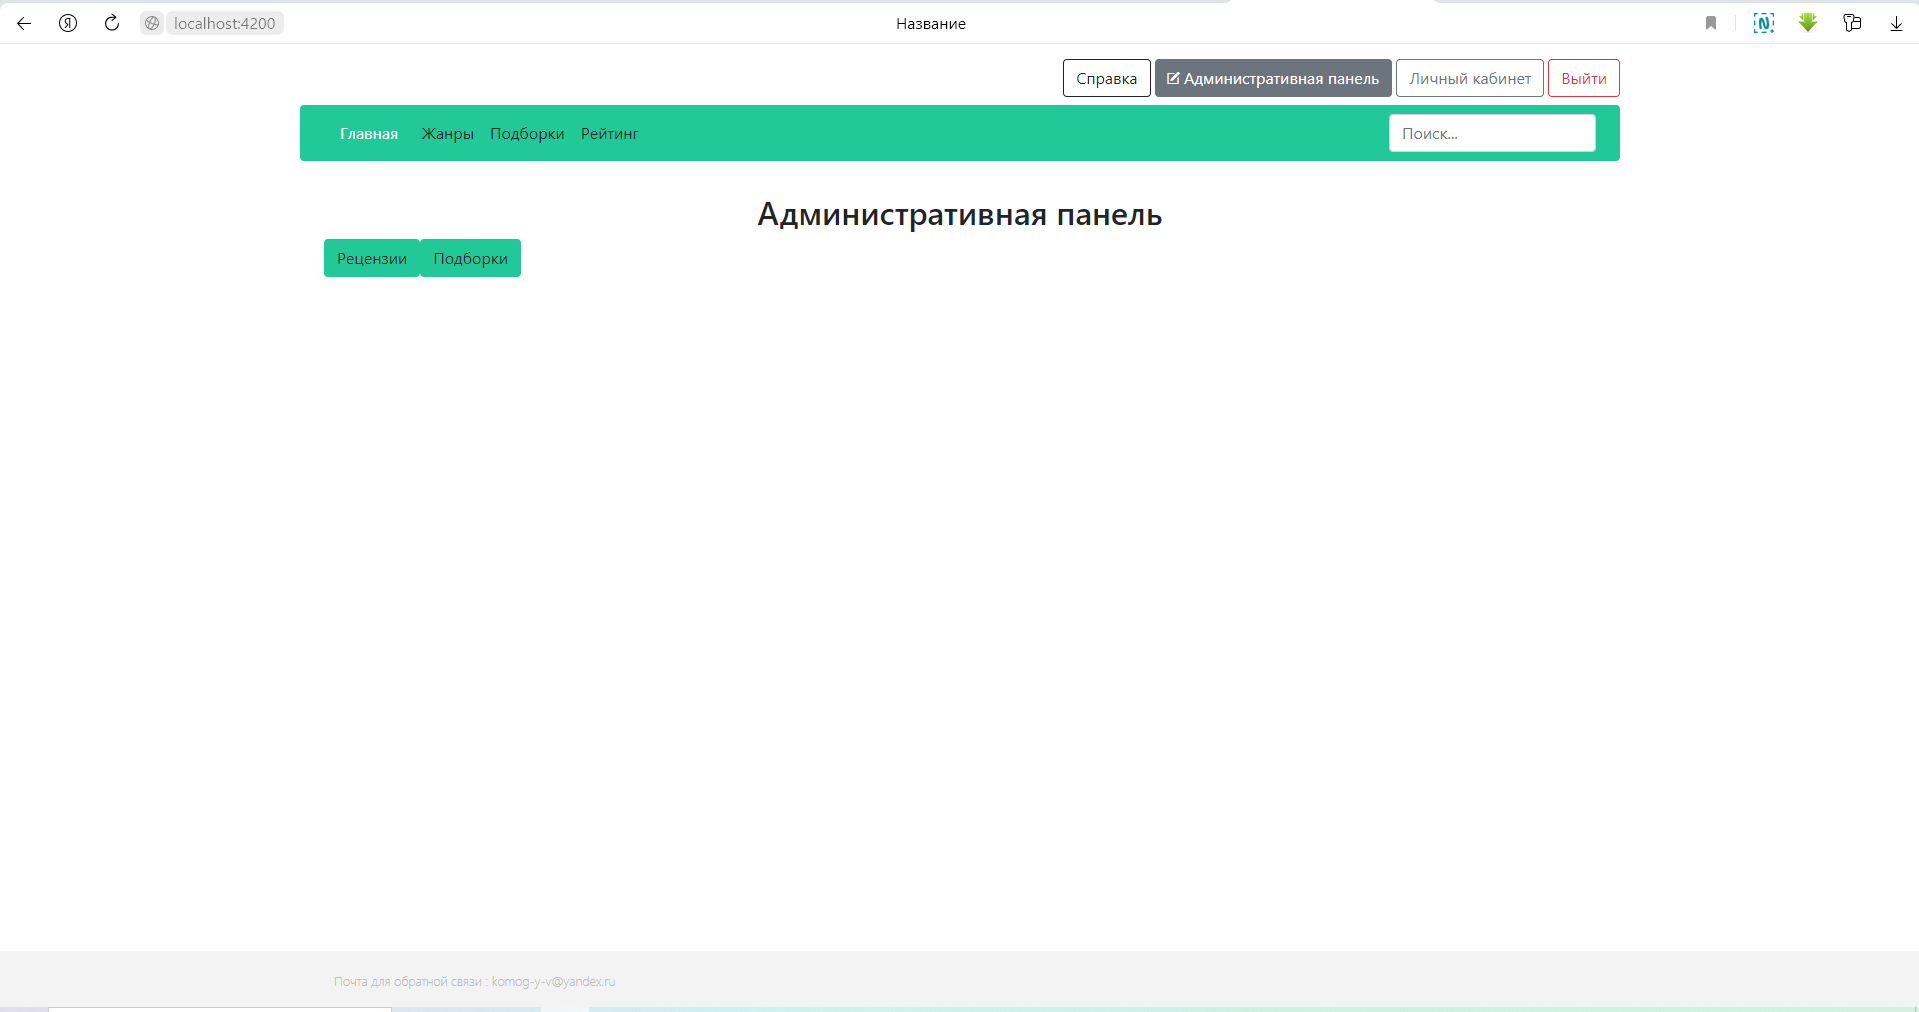 localhost:4200 Название
Справка Административная панель Личный кабинет Выйти
Главная Жанры Подборки Рейтинг Поиск...
Административная панель
Рецензии Подборки
Почта для обратной связи : komog-y-v@yandex.ru